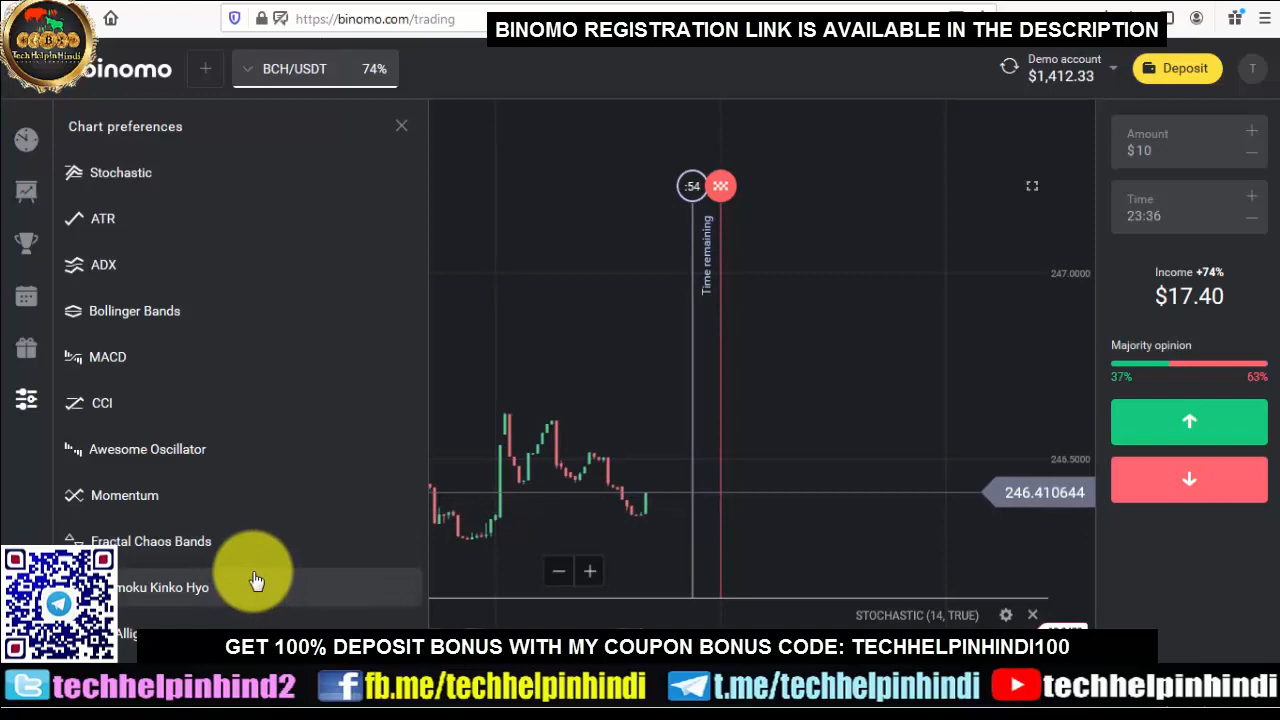 https://binomo.com/trading
BINOMO REGISTRATION LINK IS AVAILABLE IN THE DESCRIPTION
TechHelpInHindi
binomo
BCH/USDT 74%
Demo account
$1,412.33
Deposit
T
Chart preferences
Stochastic
ATR
ADX
Bollinger Bands
MACD
CCI
Awesome Oscillator
Momentum
Fractal Chaos Bands
moku Kinko Hyo
Allig
:54
Time remaining
247.0000
246.5000
246.410644
STOCHASTIC (14, TRUE)
Amount
$10
Time
23:36
Income +74%
$17.40
Majority opinion
37% 63%
GET 100% DEPOSIT BONUS WITH MY COUPON BONUS CODE: TECHHELPINHINDI100
techhelpinhind2
fb.me/techhelpinhindi
t.me/techhelpinhindi
techhelpinhindi